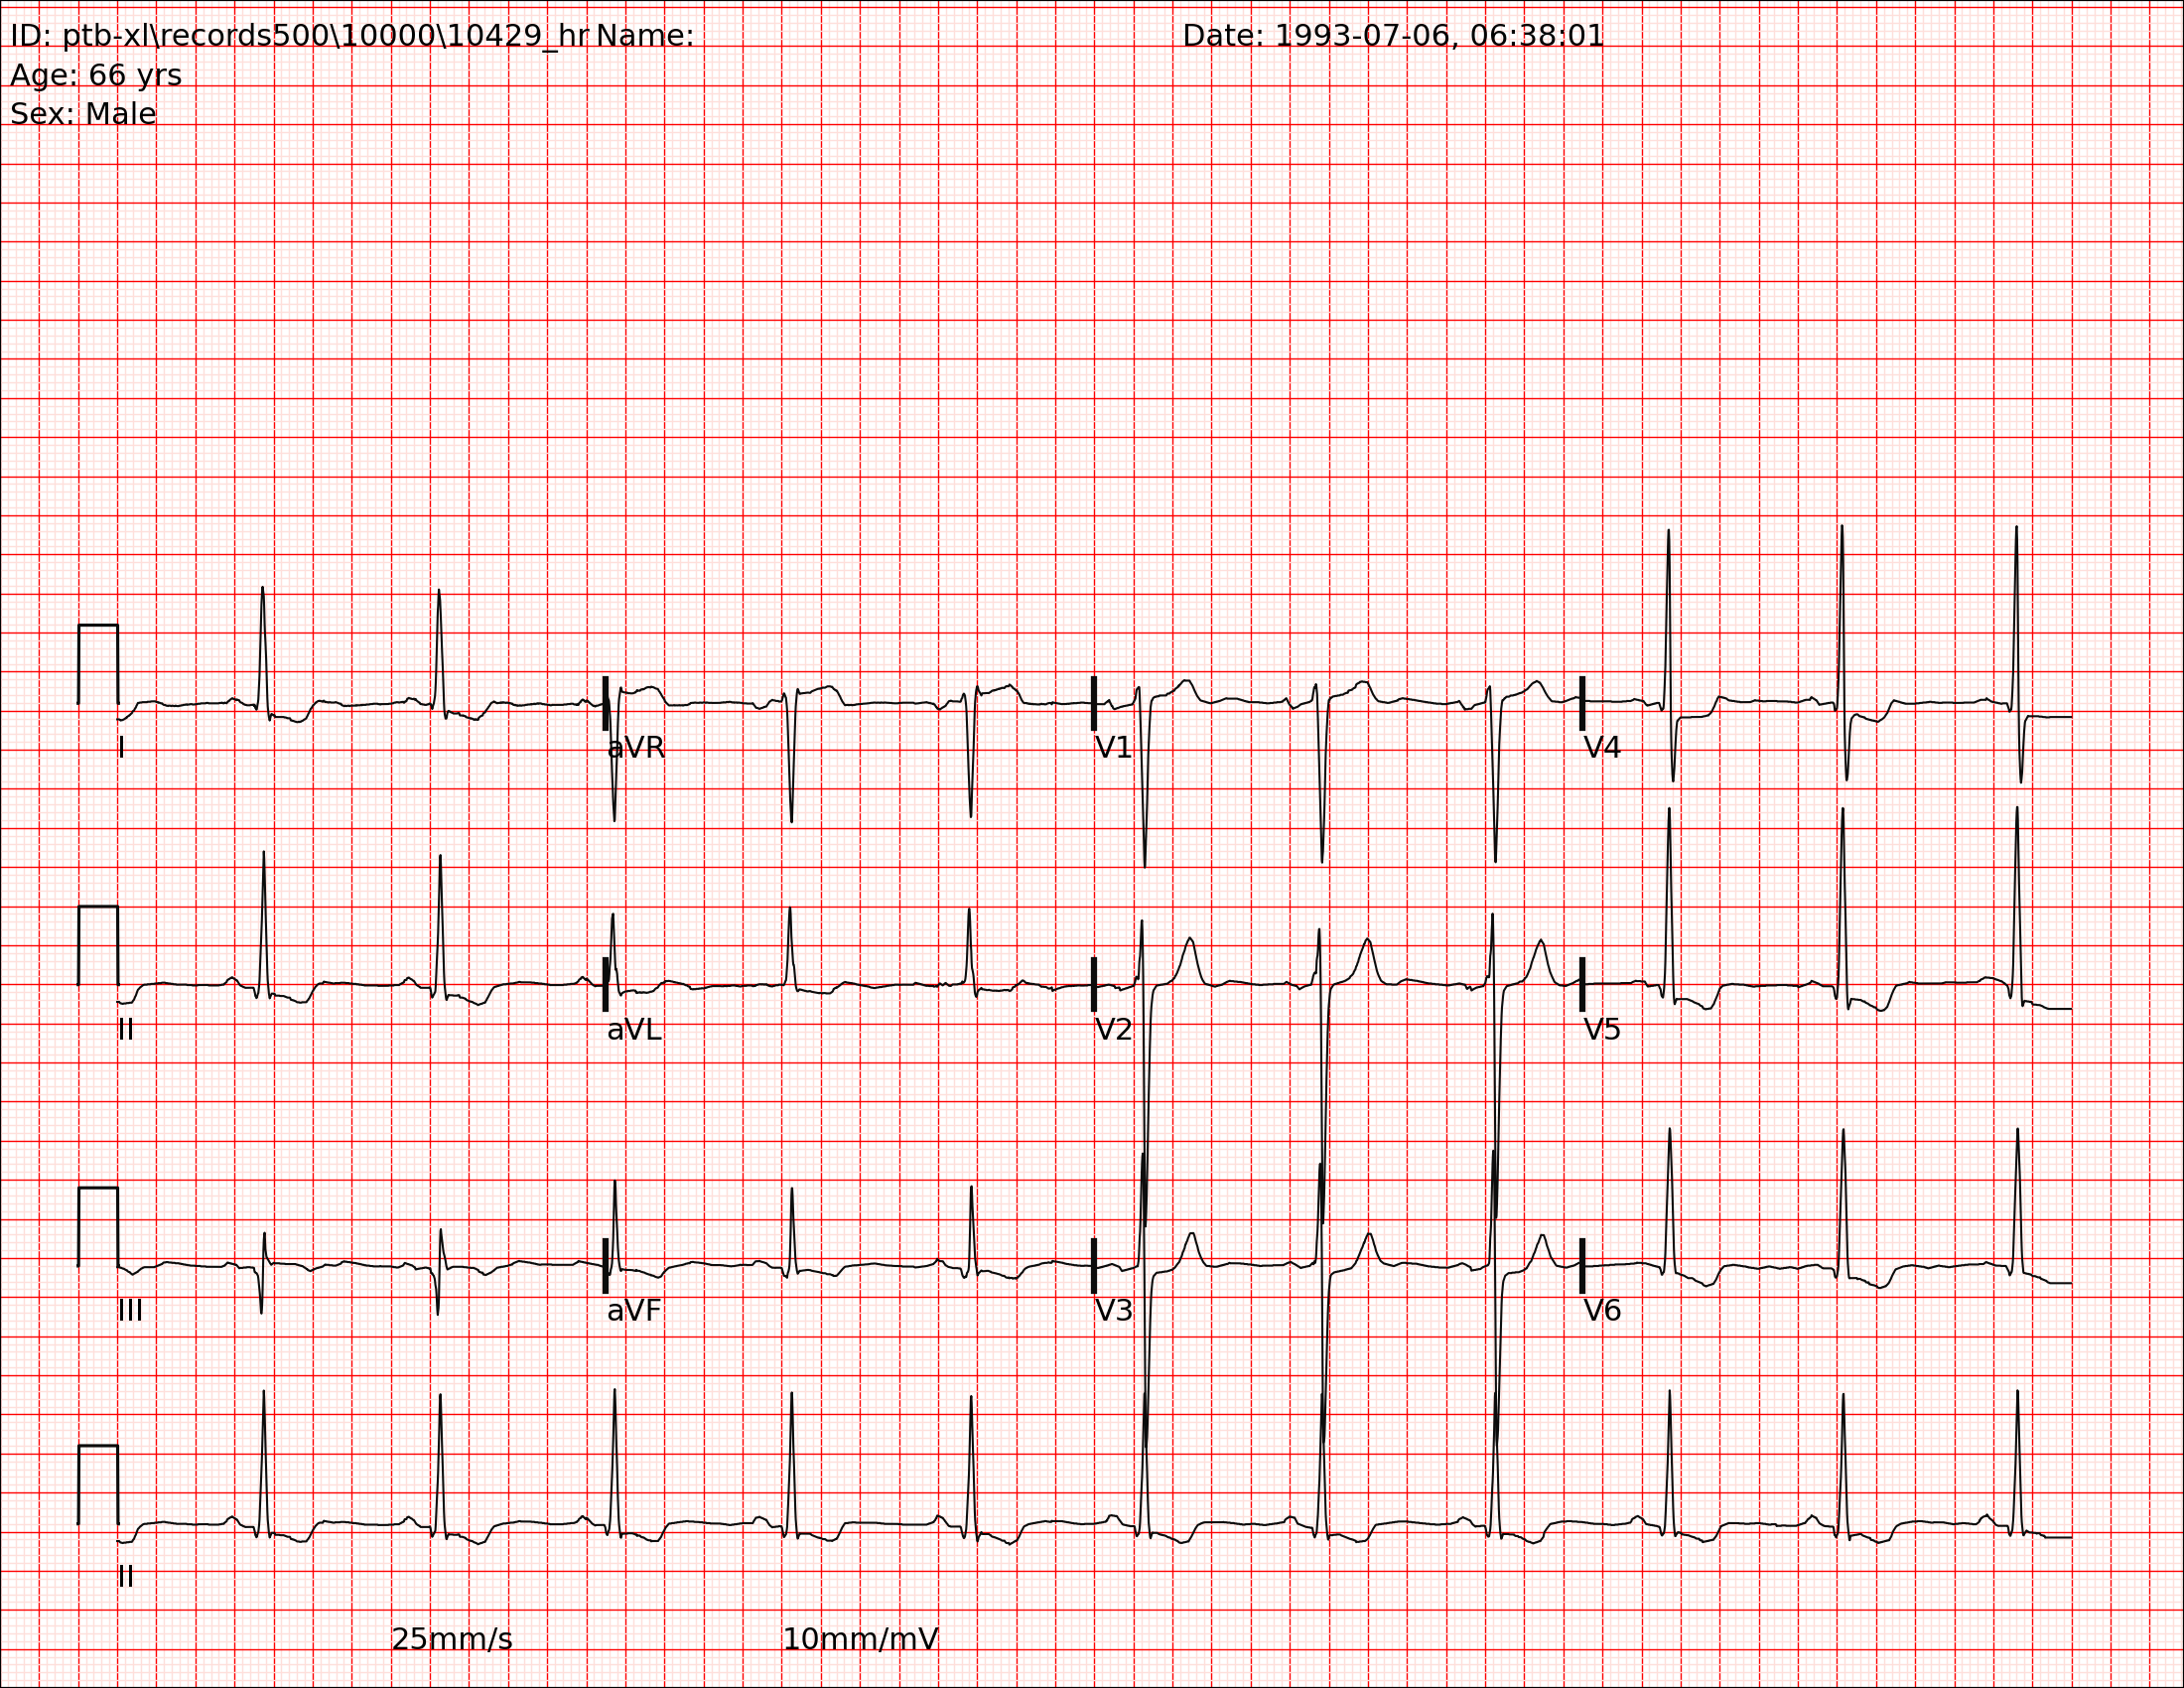 ID: ptb-xl\records500\10000\10429_hr Name: Date: 1993-07-06, 06:38:01
Age: 66 yrs
Sex: Male
I aVR V1 V4
II aVL V2 V5
III aVF V3 V6
II
25mm/s 10mm/mV